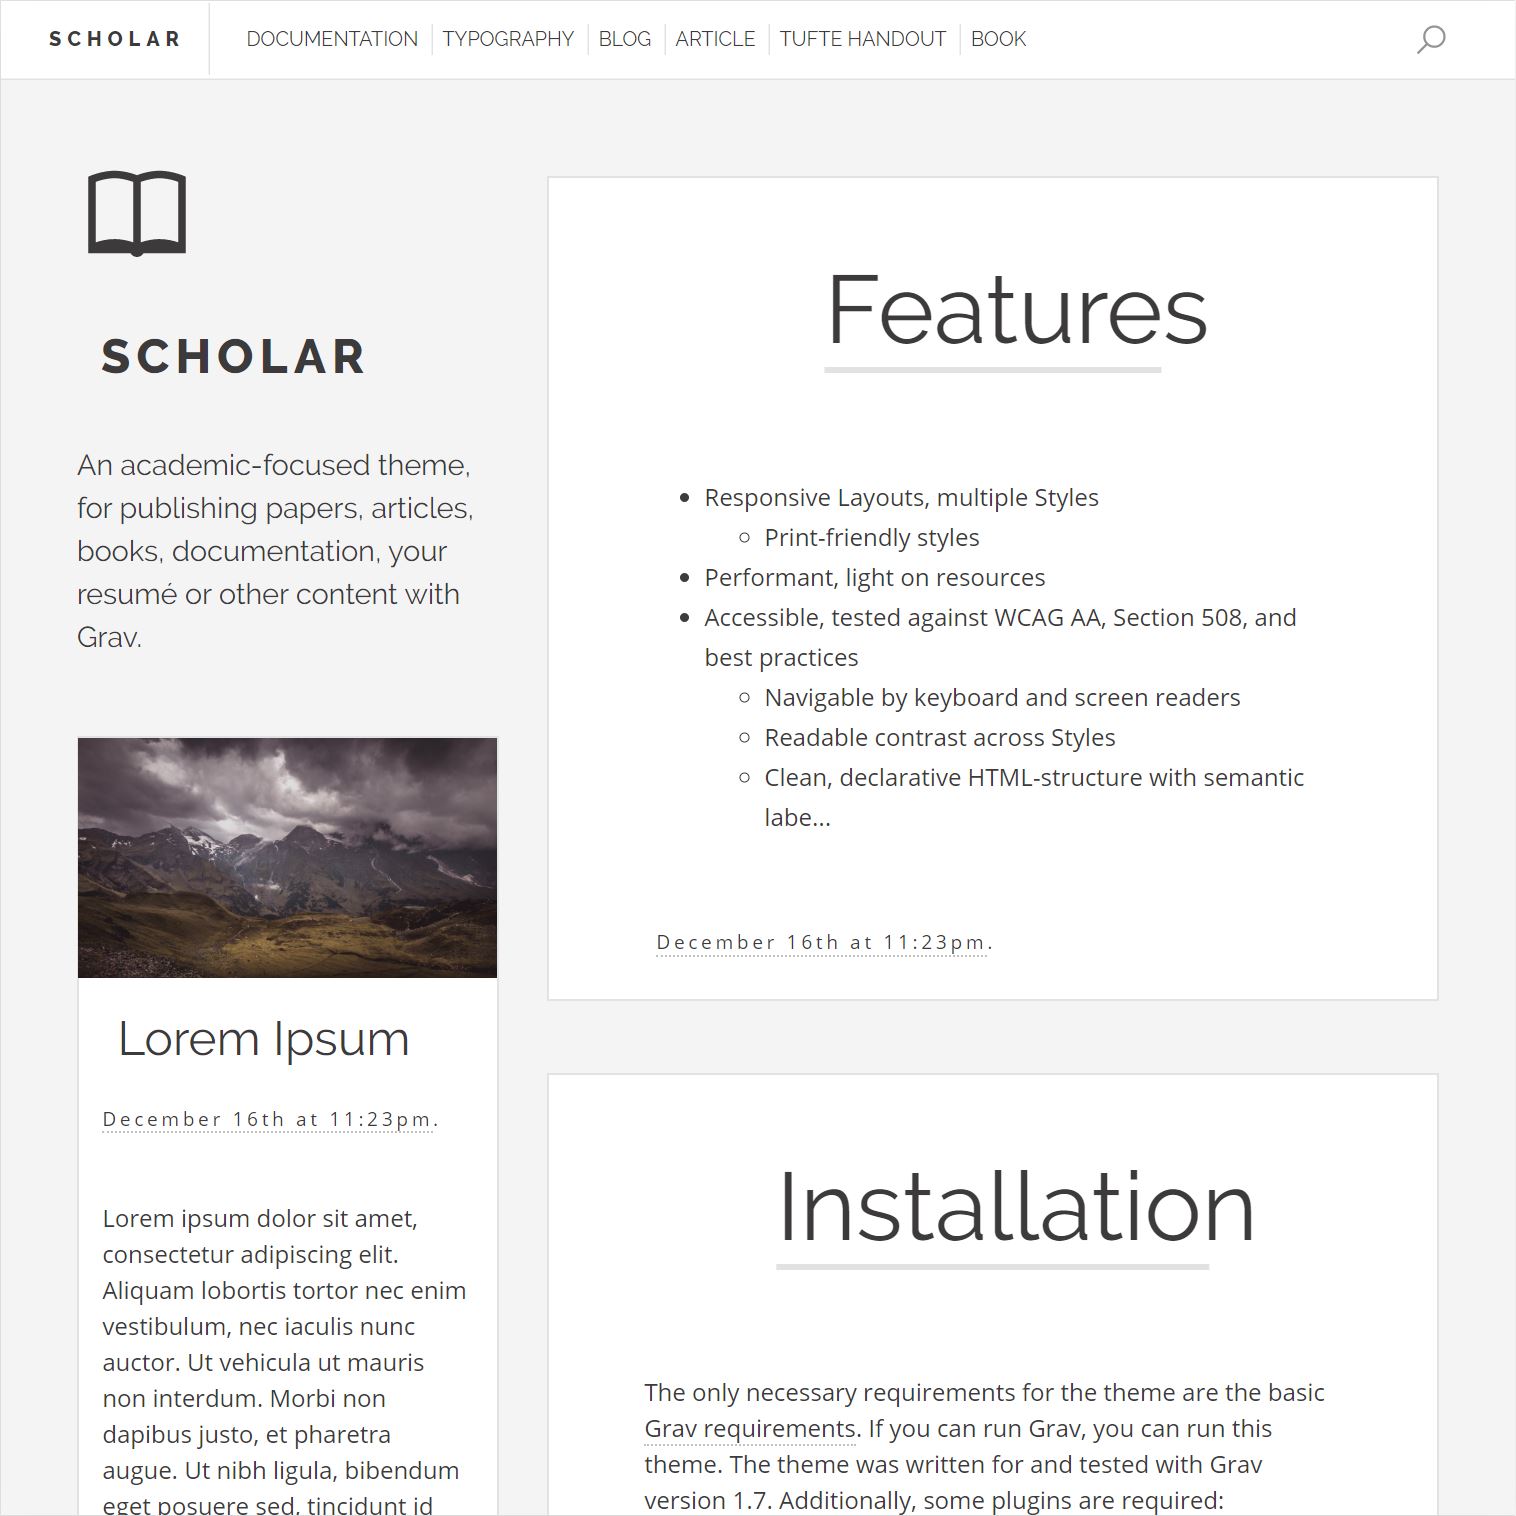 SCHOLAR
DOCUMENTATION
TYPOGRAPHY
BLOG
ARTICLE
TUFTE HANDOUT
BOOK
SCHOLAR
An academic-focused theme,
for publishing papers, articles,
books, documentation, your
resumé or other content with
Grav.
Lorem Ipsum
December 16th at 11:23pm.
Lorem ipsum dolor sit amet,
consectetur adipiscing elit.
Aliquam lobortis tortor nec enim
vestibulum, nec iaculis nunc
auctor. Ut vehicula ut mauris
non interdum. Morbi non
dapibus justo, et pharetra
augue. Ut nibh ligula, bibendum
eget posuere sed, tincidunt id
Features
Responsive Layouts, multiple Styles
Print-friendly styles
Performant, light on resources
Accessible, tested against WCAG AA, Section 508, and
best practices
Navigable by keyboard and screen readers
Readable contrast across Styles
Clean, declarative HTML-structure with semantic
labe...
December 16th at 11:23pm.
Installation
The only necessary requirements for the theme are the basic
Grav requirements. If you can run Grav, you can run this
theme. The theme was written for and tested with Grav
version 1.7. Additionally, some plugins are required: